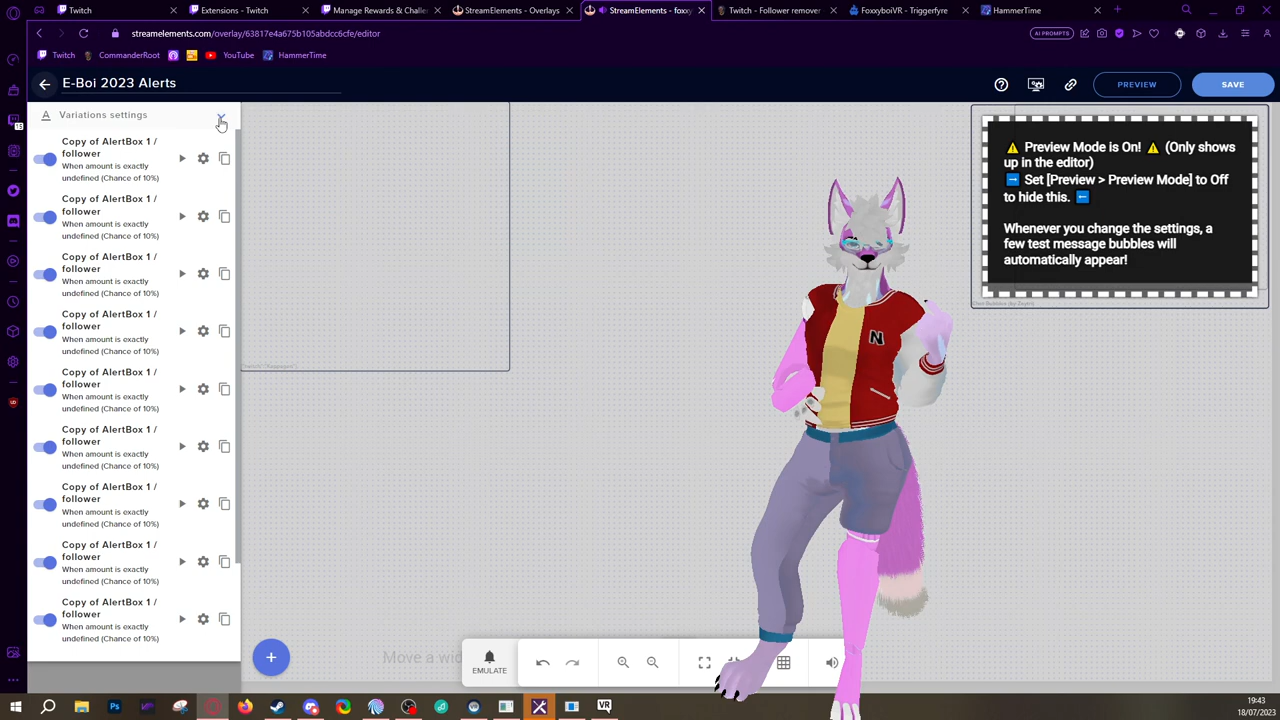 Twitch
Extensions - Twitch
Manage Rewards & Challe
StreamElements - Overlays
StreamElements - foxxy
Twitch - Follower remover
FoxxyboiVR - Triggerfyre
HammerTime
streamelements.com/overlay/63817e4a675b105abdcc6fce/editor
AI PROMPTS
Twitch
CommanderRoot
YouTube
HammerTime
E-Boi 2023 Alerts
PREVIEW
SAVE
Variations settings
Copy of AlertBox 1 /
follower
When amount is exactly
undefined (Chance of 10%)
Copy of AlertBox 1 /
follower
When amount is exactly
undefined (Chance of 10%)
Copy of AlertBox 1 /
follower
When amount is exactly
undefined (Chance of 10%)
Copy of AlertBox 1 /
follower
When amount is exactly
undefined (Chance of 10%)
Copy of AlertBox 1 /
follower
When amount is exactly
undefined (Chance of 10%)
Copy of AlertBox 1 /
follower
When amount is exactly
undefined (Chance of 10%)
Copy of AlertBox 1 /
follower
When amount is exactly
undefined (Chance of 10%)
Copy of AlertBox 1 /
follower
When amount is exactly
undefined (Chance of 10%)
Copy of AlertBox 1 /
follower
When amount is exactly
undefined (Chance of 10%)
Preview Mode is On! (Only shows
up in the editor)
Set [Preview > Preview Mode] to Off
to hide this.
Whenever you change the settings, a
few test message bubbles will
automatically appear!
N
Move a wid
EMULATE
VR
19:43
18/07/2023